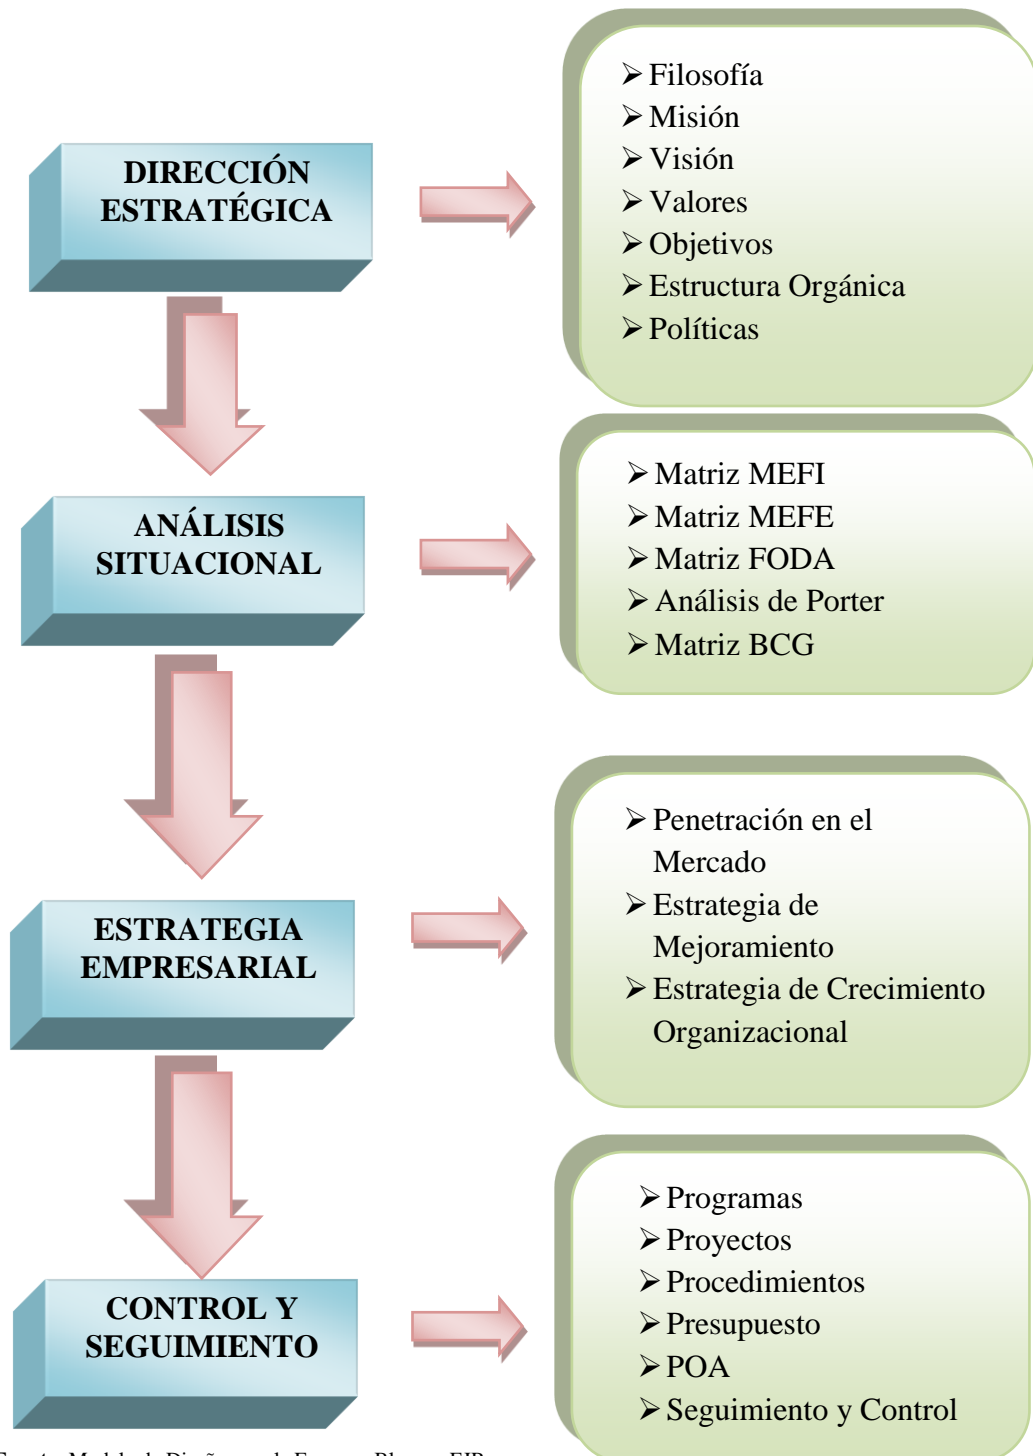 DIRECCIÓN
ESTRATÉGICA
➢ Filosofía
➢ Misión
➢ Visión
➢ Valores
➢ Objetivos
➢ Estructura Orgánica
➢ Políticas
ANÁLISIS
SITUACIONAL
➢ Matriz MEFI
➢ Matriz MEFE
➢ Matriz FODA
➢ Análisis de Porter
➢ Matriz BCG
ESTRATEGIA
EMPRESARIAL
➢ Penetración en el
Mercado
➢ Estrategia de
Mejoramiento
➢ Estrategia de Crecimiento
Organizacional
CONTROL Y
SEGUIMIENTO
➢ Programas
➢ Proyectos
➢ Procedimientos
➢ Presupuesto
➢ POA
➢ Seguimiento y Control